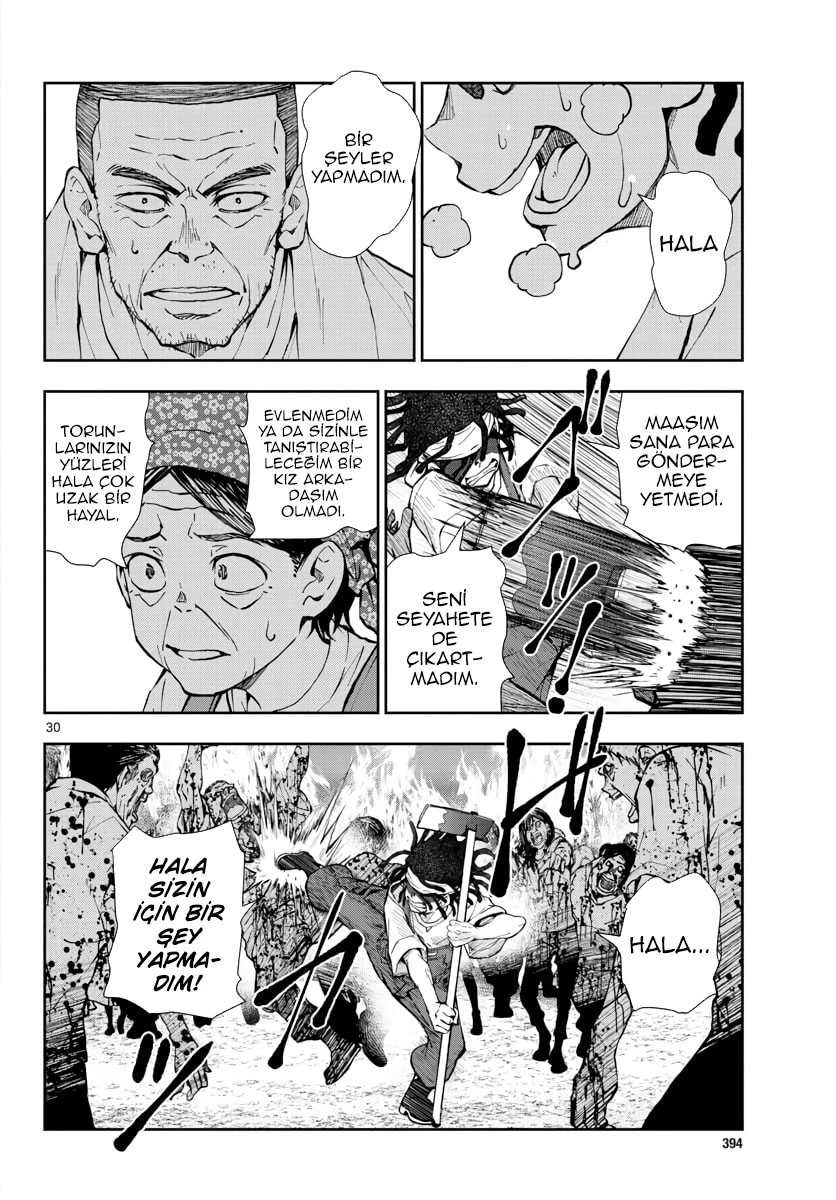 HALA
BİR
ŞEYLER
YAPMADIM.
MAAŞIM
SANA PARA
GÖNDER-
MEYE
YETMEDİ.
SENİ
SEYAHETE
DE
ÇIKART-
MADIM.
EVLENMEDİM
YA DA SİZİNLE
TANIŞTIRABİ-
LECEĞİM BİR
KIZ ARKA-
DAŞIM
OLMADI.
TORUN-
LARINIZIN
YÜZLERİ
HALA ÇOK
UZAK BİR
HAYAL.
30
HALA...
HALA
SİZİN
İÇİN BİR
ŞEY
YAPMA-
DIM!
394